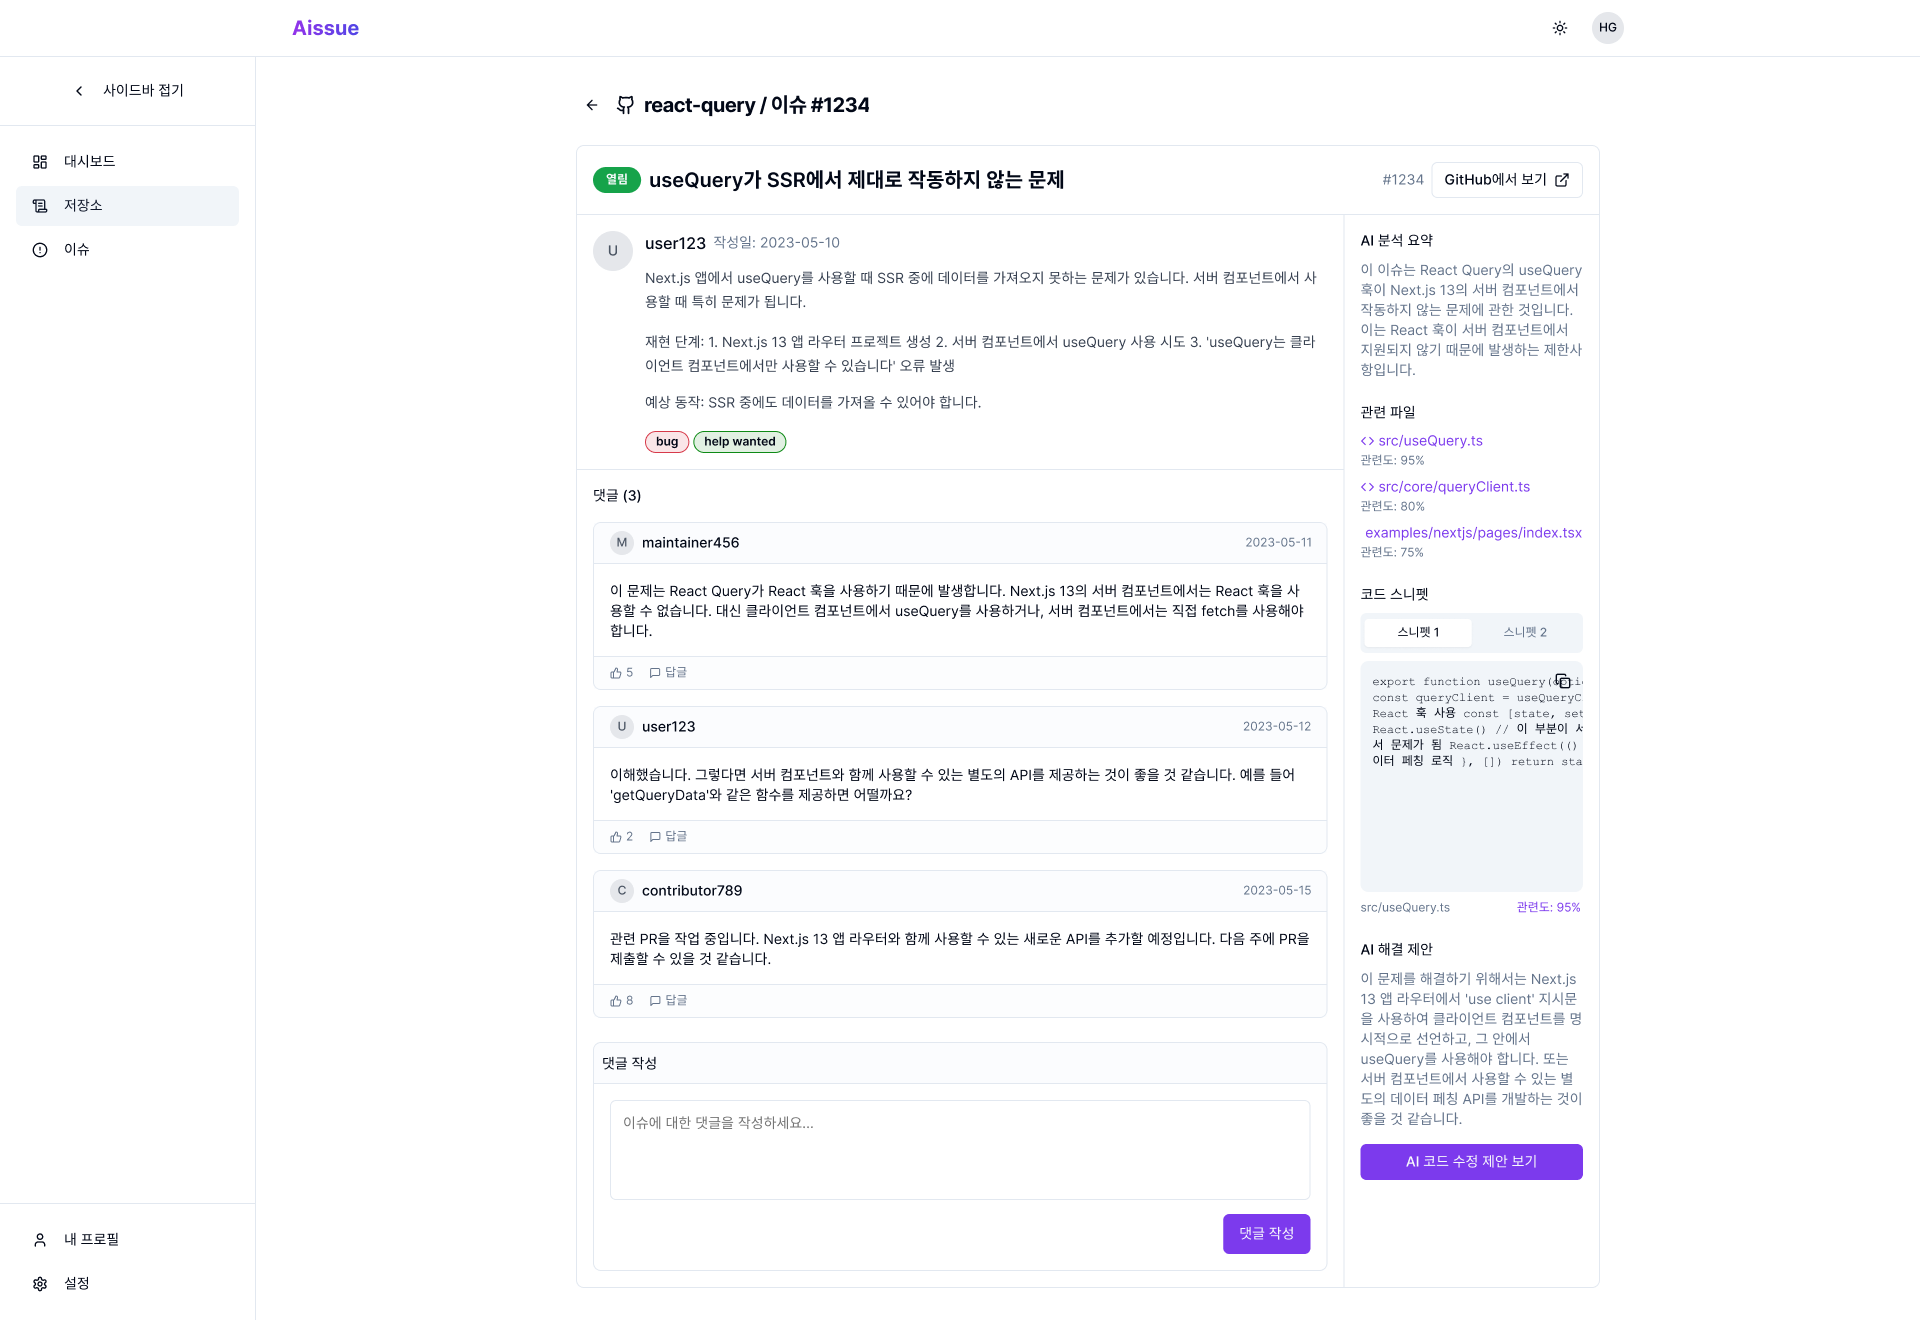 Aissue
HG
사이드바 접기
대시보드
저장소
이슈
내 프로필
설정
react-query / 이슈 #1234
열림 useQuery가 SSR에서 제대로 작동하지 않는 문제
#1234 GitHub에서 보기
U
user123 작성일: 2023-05-10
Next.js 앱에서 useQuery를 사용할 때 SSR 중에 데이터를 가져오지 못하는 문제가 있습니다. 서버 컴포넌트에서 사
용할 때 특히 문제가 됩니다.
재현 단계: 1. Next.js 13 앱 라우터 프로젝트 생성 2. 서버 컴포넌트에서 useQuery 사용 시도 3. 'useQuery는 클라
이언트 컴포넌트에서만 사용할 수 있습니다' 오류 발생
예상 동작: SSR 중에도 데이터를 가져올 수 있어야 합니다.
bug help wanted
댓글 (3)
M maintainer456 2023-05-11
이 문제는 React Query가 React 훅을 사용하기 때문에 발생합니다. Next.js 13의 서버 컴포넌트에서는 React 훅을 사
용할 수 없습니다. 대신 클라이언트 컴포넌트에서 useQuery를 사용하거나, 서버 컴포넌트에서는 직접 fetch를 사용해야
합니다.
5 답글
U user123 2023-05-12
이해했습니다. 그렇다면 서버 컴포넌트와 함께 사용할 수 있는 별도의 API를 제공하는 것이 좋을 것 같습니다. 예를 들어
'getQueryData'와 같은 함수를 제공하면 어떨까요?
2 답글
C contributor789 2023-05-15
관련 PR을 작업 중입니다. Next.js 13 앱 라우터와 함께 사용할 수 있는 새로운 API를 추가할 예정입니다. 다음 주에 PR을
제출할 수 있을 것 같습니다.
8 답글
댓글 작성
이슈에 대한 댓글을 작성하세요...
댓글 작성
AI 분석 요약
이 이슈는 React Query의 useQuery
훅이 Next.js 13의 서버 컴포넌트에서
작동하지 않는 문제에 관한 것입니다.
이는 React 훅이 서버 컴포넌트에서
지원되지 않기 때문에 발생하는 제한사
항입니다.
관련 파일
src/useQuery.ts
관련도: 95%
src/core/queryClient.ts
관련도: 80%
examples/nextjs/pages/index.tsx
관련도: 75%
코드 스니펫
스니펫 1 스니펫 2
export function useQuery(
const queryClient = useQueryC
React 훅 사용 const [state, set
React.useState() // 이 부분이 서
서 문제가 됨 React.useEffect(()
이터 페칭 로직 }, []) return sta
src/useQuery.ts 관련도: 95%
AI 해결 제안
이 문제를 해결하기 위해서는 Next.js
13 앱 라우터에서 'use client' 지시문
을 사용하여 클라이언트 컴포넌트를 명
시적으로 선언하고, 그 안에서
useQuery를 사용해야 합니다. 또는
서버 컴포넌트에서 사용할 수 있는 별
도의 데이터 페칭 API를 개발하는 것이
좋을 것 같습니다.
AI 코드 수정 제안 보기